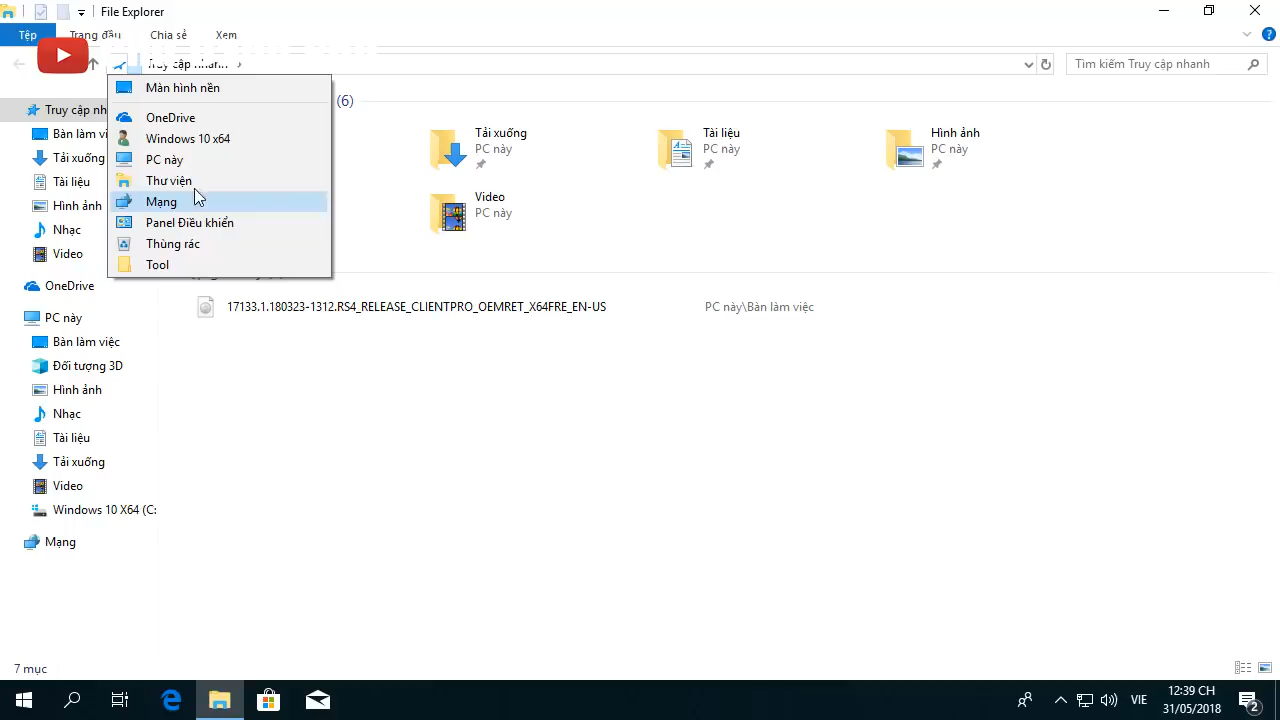 File Explorer
Tệp
Trang đầu
Chia sẻ
Xem
Truy cập nhanh
Tìm kiếm Truy cập nhanh
Màn hình nền
OneDrive
Windows 10 x64
PC này
Thư viện
Mạng
Panel Điều khiển
Thùng rác
Tool
(6)
Tải xuống
PC này
Tài liệu
PC này
Hình ảnh
PC này
Video
PC này
17133.1.180323-1312.RS4_RELEASE_CLIENTPRO_OEMRET_X64FRE_EN-US
PC này\Bàn làm việc
Truy cập nh
Bàn làm vi
Tải xuống
Tài liệu
Hình ảnh
Nhạc
Video
OneDrive
PC này
Bàn làm việc
Đối tượng 3D
Hình ảnh
Nhạc
Tài liệu
Tải xuống
Video
Windows 10 X64 (C:
Mạng
7 mục
VIE
12:39 CH
31/05/2018
2